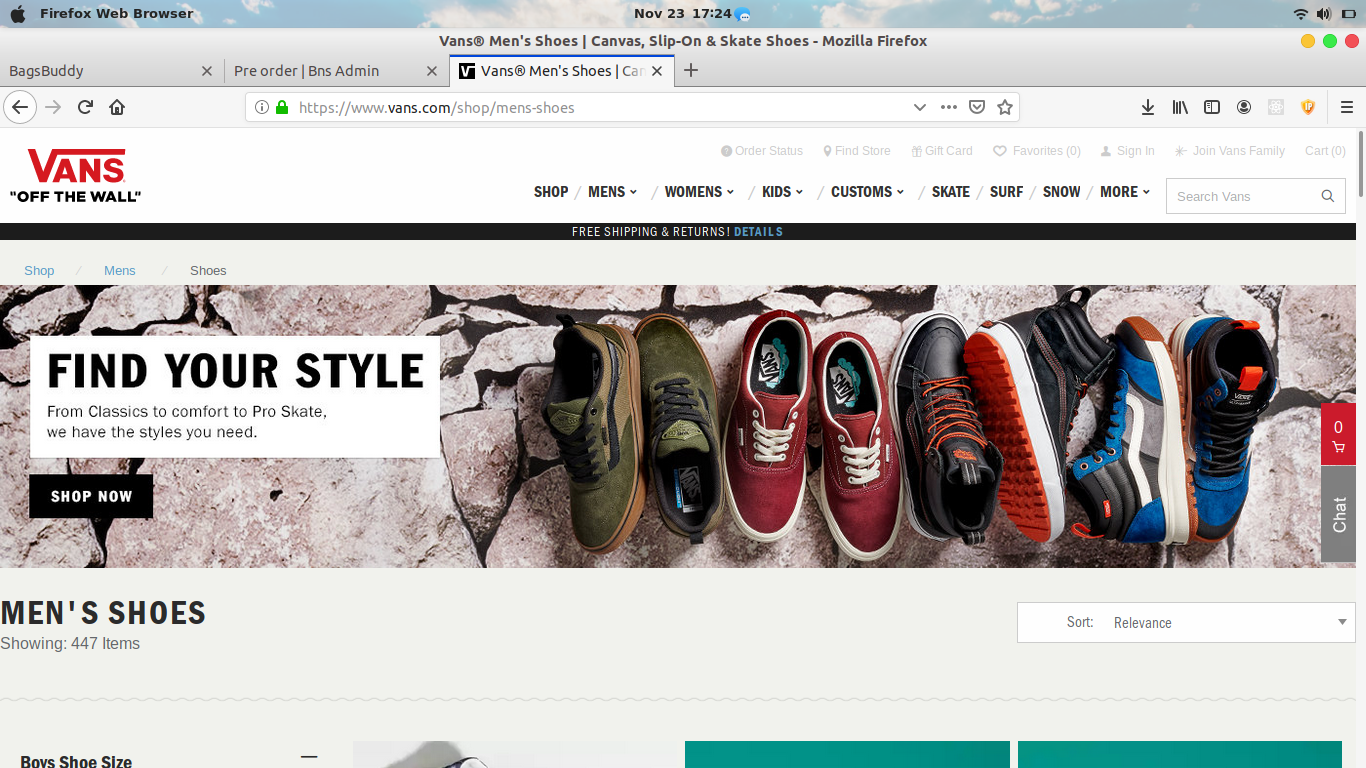 Firefox Web Browser
Nov 23 17:24
Vans® Men's Shoes | Canvas, Slip-On & Skate Shoes - Mozilla Firefox
BagsBuddy
Pre order | Bns Admin
Vans® Men's Shoes | Can
https://www.vans.com/shop/mens-shoes
VANS
"OFF THE WALL"
Order Status
Find Store
Gift Card
Favorites (0)
Sign In
Join Vans Family
Cart (0)
SHOP / MENS / WOMENS / KIDS / CUSTOMS / SKATE / SURF / SNOW / MORE
Search Vans
FREE SHIPPING & RETURNS! DETAILS
Shop / Mens / Shoes
FIND YOUR STYLE
From Classics to comfort to Pro Skate,
we have the styles you need.
SHOP NOW
VANS
VANS
VANS
0
Chat
MEN'S SHOES
Showing: 447 Items
Sort: Relevance
Boys Shoe Size